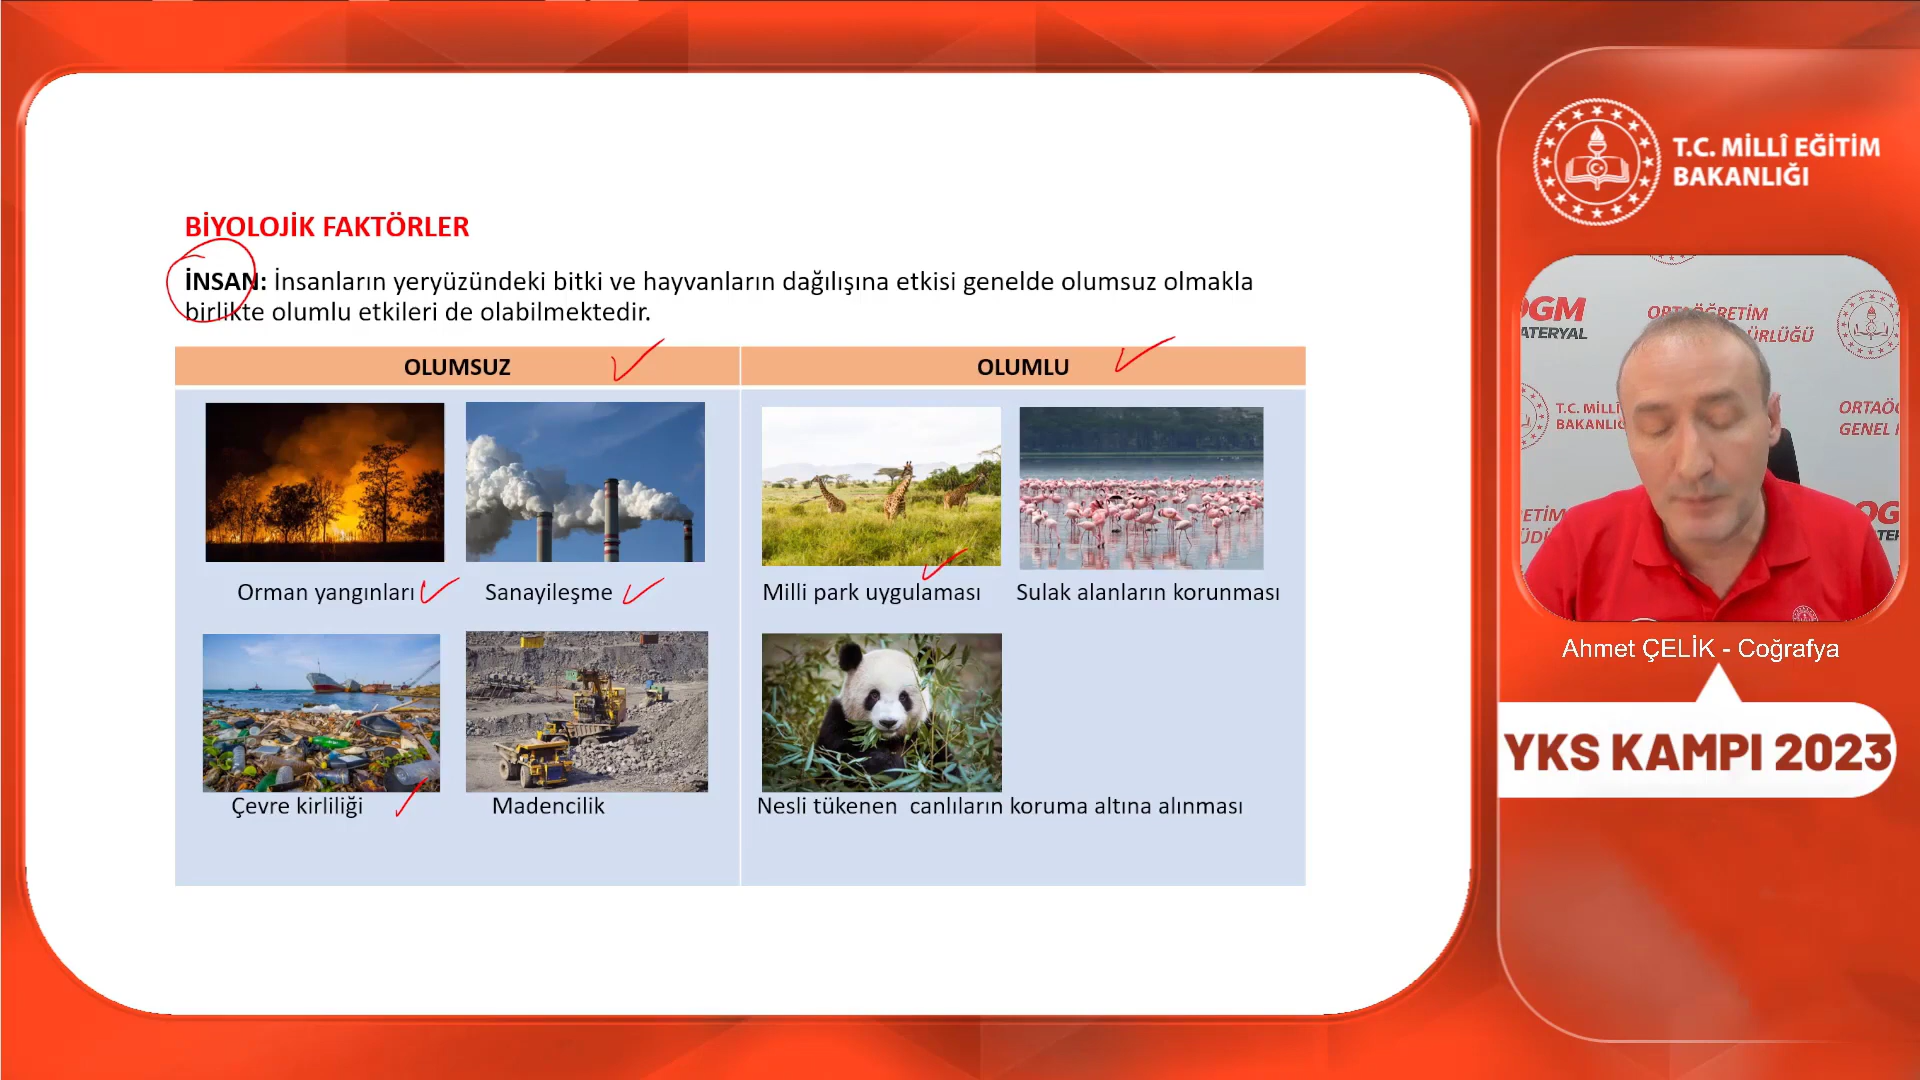 BİYOLOJİK FAKTÖRLER
İNSAN: İnsanların yeryüzündeki bitki ve hayvanların dağılışına etkisi genelde olumsuz olmakla
birlikte olumlu etkileri de olabilmektedir.
OLUMSUZ
OLUMLU
Orman yangınları
Sanayileşme
Milli park uygulaması
Sulak alanların korunması
Çevre kirliliği
Madencilik
Nesli tükenen canlıların koruma altına alınması
T.C. MİLLÎ EĞİTİM
BAKANLIĞI
Ahmet ÇELİK - Coğrafya
YKS KAMPI 2023